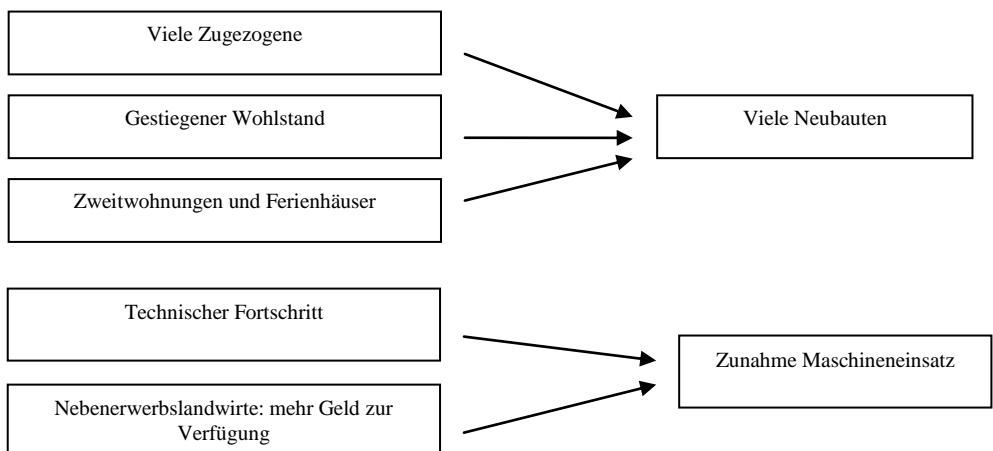 Viele Zugezogene
Gestiegener Wohlstand
Viele Neubauten
Zweitwohnungen und Ferienhäuser
Technischer Fortschritt
Zunahme Maschineneinsatz
Nebenerwerbslandwirte: mehr Geld zur
Verfügung